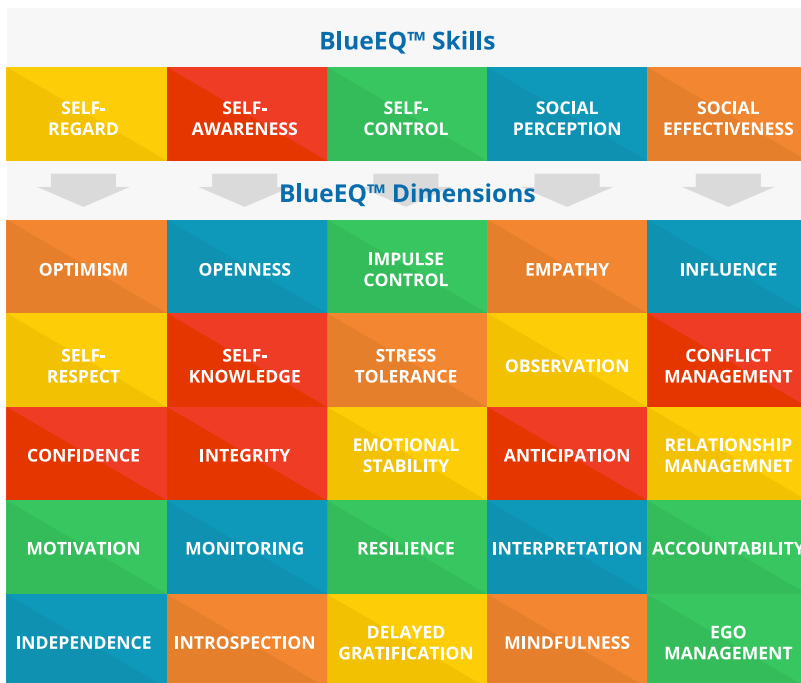 BlueEQ™ Skills
SELF-
REGARD
SELF-
AWARENESS
SELF-
CONTROL
SOCIAL
PERCEPTION
SOCIAL
EFFECTIVENESS
BlueEQ™ Dimensions
OPTIMISM
OPENNESS
IMPULSE
CONTROL
EMPATHY
INFLUENCE
SELF-
RESPECT
SELF-
KNOWLEDGE
STRESS
TOLERANCE
OBSERVATION
CONFLICT
MANAGEMENT
CONFIDENCE
INTEGRITY
EMOTIONAL
STABILITY
ANTICIPATION
RELATIONSHIP
MANAGEMNET
MOTIVATION
MONITORING
RESILIENCE
INTERPRETATION
ACCOUNTABILITY
INDEPENDENCE
INTROSPECTION
DELAYED
GRATIFICATION
MINDFULNESS
EGO
MANAGEMENT